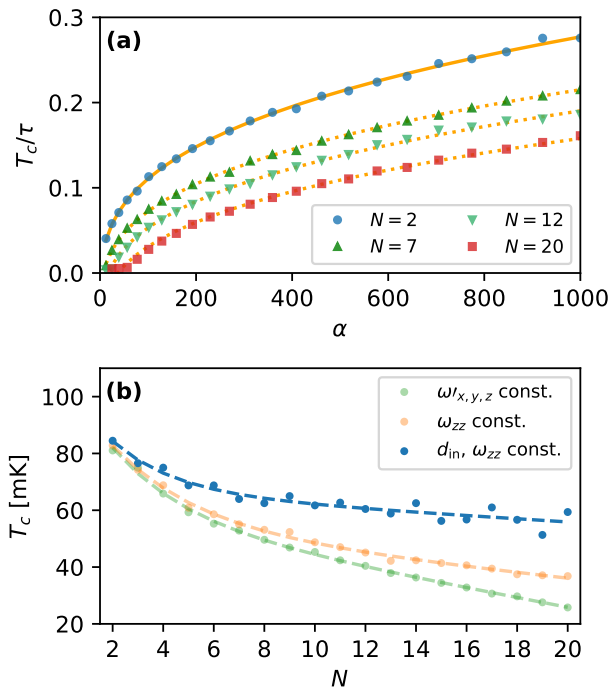 (a)
T_c/τ
0.3
0.2
0.1
0.0
N = 2
N = 12
N = 7
N = 20
0 200 400 600 800 1000
α
(b)
T_c [mK]
100
80
60
40
20
ω′_{x, y, z} const.
ω_{zz} const.
d_{in}, ω_{zz} const.
2 4 6 8 10 12 14 16 18 20
N